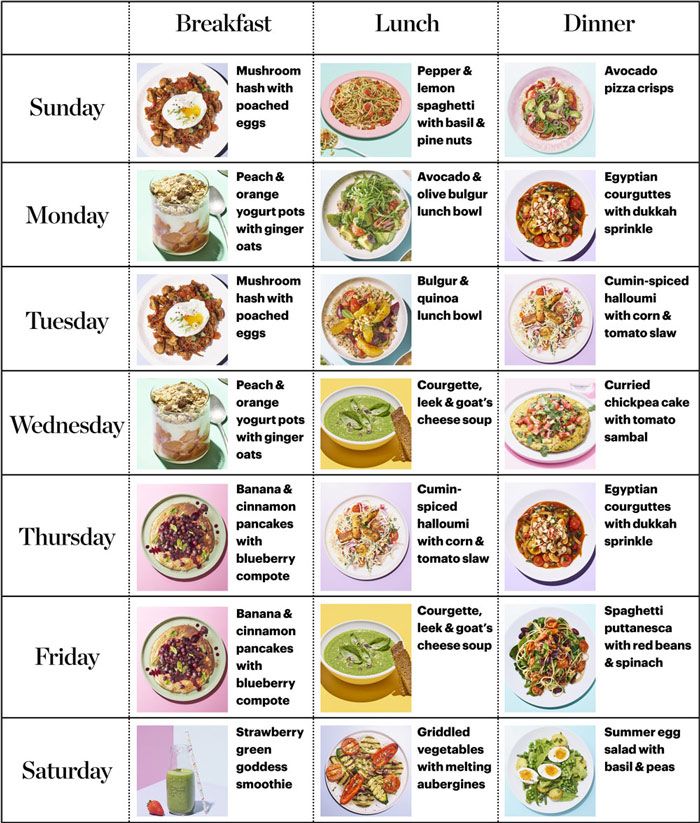 Breakfast
Lunch
Dinner
Sunday
Mushroom
hash with
poached
eggs
Pepper &
lemon
spaghetti
with basil &
pine nuts
Avocado
pizza crisps
Monday
Peach &
orange
yogurt pots
with ginger
oats
Avocado &
olive bulgur
lunch bowl
Egyptian
courguttes
with dukkah
sprinkle
Tuesday
Mushroom
hash with
poached
eggs
Bulgur &
quinoa
lunch bowl
Cumin-spiced
halloumi
with corn &
tomato slaw
Wednesday
Peach &
orange
yogurt pots
with ginger
oats
Courgette,
leek & goat's
cheese soup
Curried
chickpea cake
with tomato
sambal
Thursday
Banana &
cinnamon
pancakes
with
blueberry
compote
Cumin-
spiced
halloumi
with corn &
tomato slaw
Egyptian
courguttes
with dukkah
sprinkle
Friday
Banana &
cinnamon
pancakes
with
blueberry
compote
Courgette,
leek & goat's
cheese soup
Spaghetti
puttanesca
with red beans
& spinach
Saturday
Strawberry
green
goddess
smoothie
Griddled
vegetables
with melting
aubergines
Summer egg
salad with
basil & peas